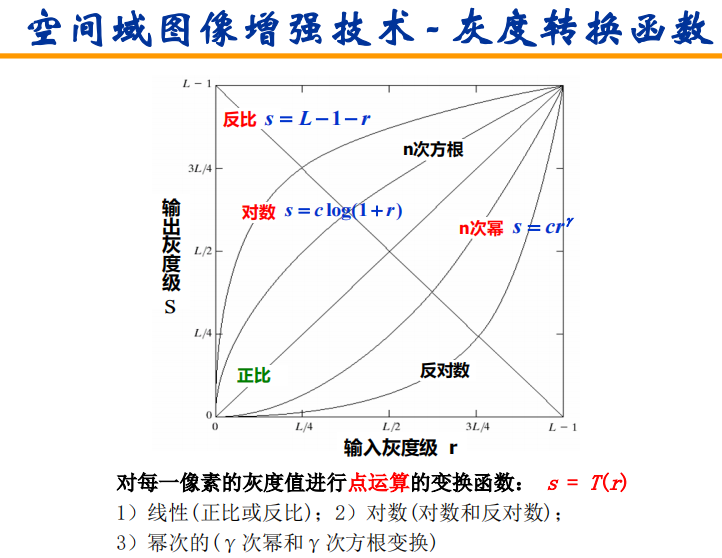 空间域图像增强技术-灰度转换函数
L-1
反比 s=L-1-r
n次方根
3L/4
对数 s=clog(1+r)
n次幂 s=cr^γ
输出灰度级 S
L/2
L/4
正比
反对数
0
0 L/4 L/2 3L/4 L-1
输入灰度级 r
对每一像素的灰度值进行点运算的变换函数： s = T(r)
1）线性(正比或反比)；2）对数(对数和反对数)；
3）幂次的(γ次幂和γ次方根变换)